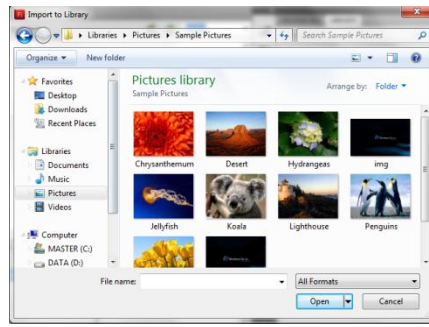 Import to Library
Libraries ▸ Pictures ▸ Sample Pictures
Search Sample Pictures
Organize
New folder
Favorites
Desktop
Downloads
Recent Places
Libraries
Documents
Music
Pictures
Videos
Computer
MASTER (C:)
DATA (D:)
Pictures library
Sample Pictures
Arrange by: Folder
Chrysanthemum
Desert
Hydrangeas
img
Jellyfish
Koala
Lighthouse
Penguins
File name:
All Formats
Open
Cancel